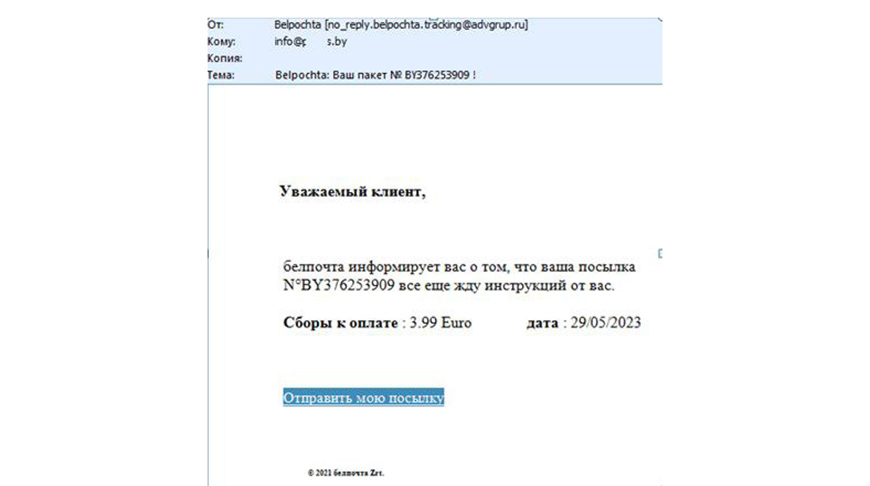 От: Belpochta [no_reply.belpochta.tracking@advgrup.ru]
Кому: info@p s.by
Копия:
Тема: Belpochta: Ваш пакет № BY376253909 !
Уважаемый клиент,
белпочта информирует вас о том, что ваша посылка
N°BY376253909 все еще жду инструкций от вас.
Сборы к оплате : 3.99 Euro дата : 29/05/2023
Отправить мою посылку
© 2021 белпочта Zrt.